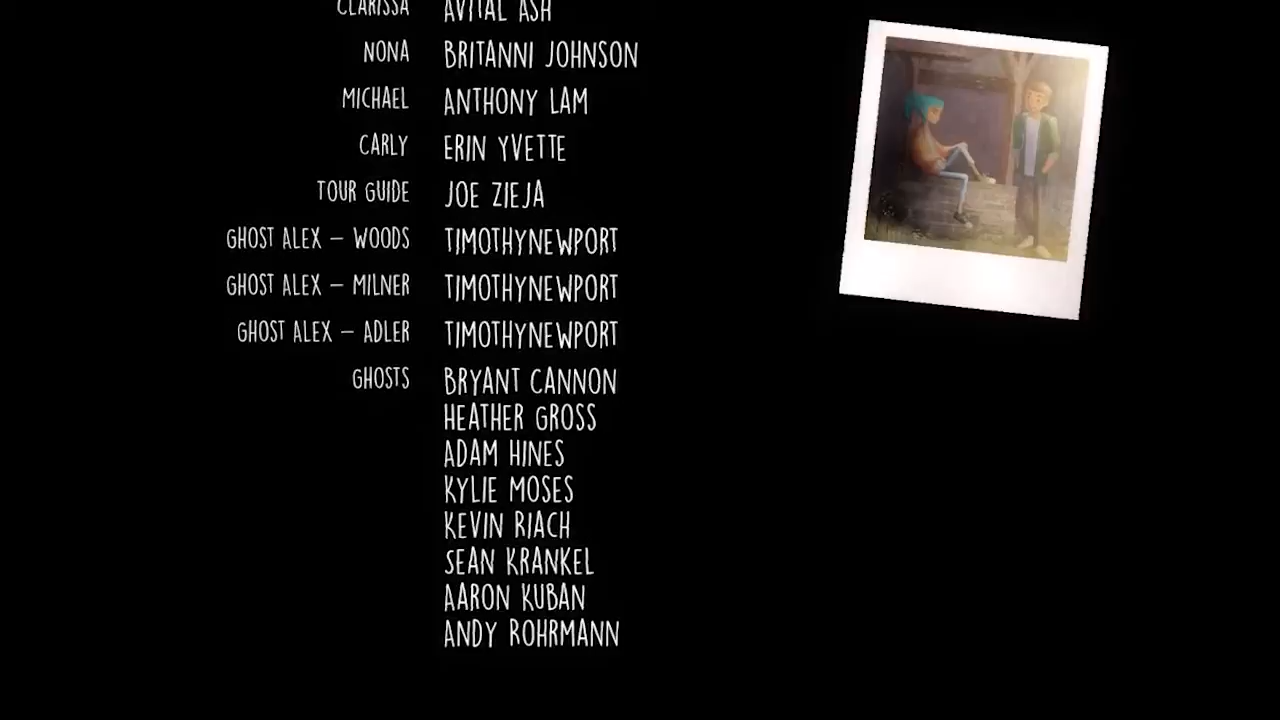 CLARISSA AVITAL ASH
NONA BRITANNI JOHNSON
MICHAEL ANTHONY LAM
CARLY ERIN YVETTE
TOUR GUIDE JOE ZIEJA
GHOST ALEX – WOODS TIMOTHYNEWPORT
GHOST ALEX – MILNER TIMOTHYNEWPORT
GHOST ALEX – ADLER TIMOTHYNEWPORT
GHOSTS BRYANT CANNON
HEATHER GROSS
ADAM HINES
KYLIE MOSES
KEVIN RIACH
SEAN KRANKEL
AARON KUBAN
ANDY ROHRMANN